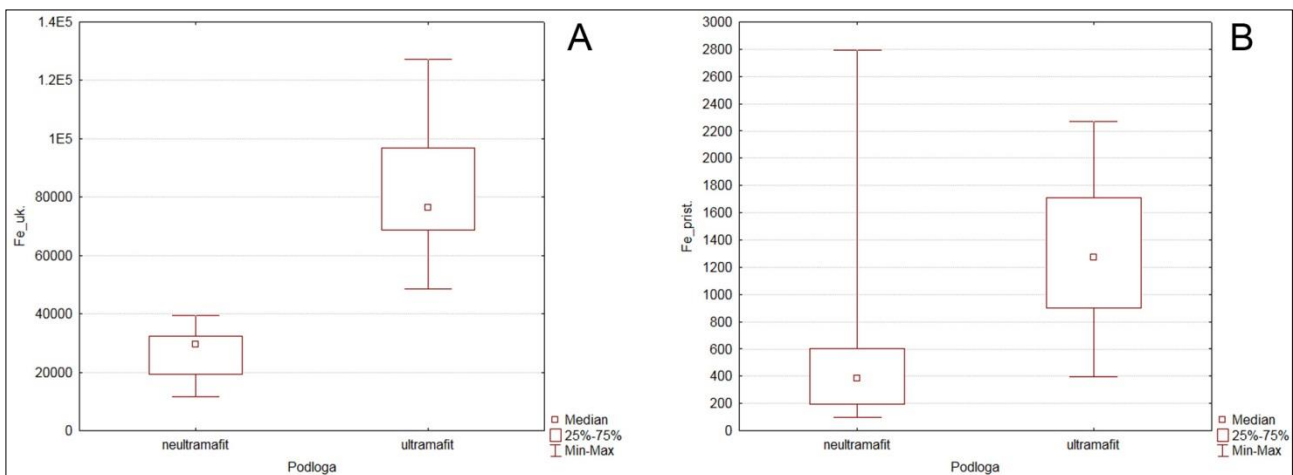 A
Fe_uk.
1.4E5
1.2E5
1E5
80000
60000
40000
20000
0
neultramafit
ultramafit
Podloga
Median
25%-75%
Min-Max
B
Fe_prist.
3000
2800
2600
2400
2200
2000
1800
1600
1400
1200
1000
800
600
400
200
0
neultramafit
ultramafit
Podloga
Median
25%-75%
Min-Max